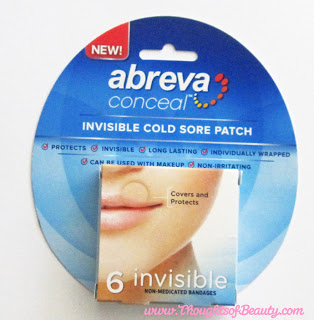 NEW!
abreva
conceal™
INVISIBLE COLD SORE PATCH
PROTECTS INVISIBLE LONG LASTING INDIVIDUALLY WRAPPED
CAN BE USED WITH MAKEUP NON-IRRITATING
Covers and
Protects
6 invisible
NON-MEDICATED BANDAGES
www.ThoughtsofBeauty.com